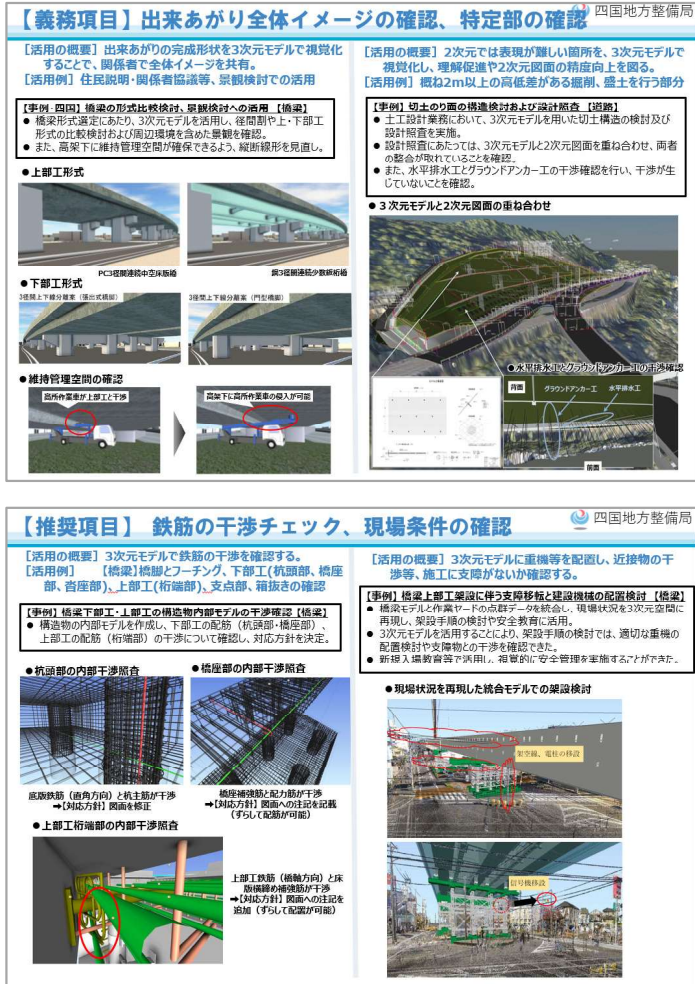 【義務項目】出来あがり全体イメージの確認、特定部の確認
四国地方整備局
［活用の概要］出来あがりの完成形状を3次元モデルで視覚化
することで、関係者で全体イメージを共有。
［活用例］住民説明・関係者協議等、景観検討での活用
【事例-四国】橋梁の形式比較検討、景観検討への活用【橋梁】
● 橋梁形式選定にあたり、3次元モデルを活用し、径間割や上・下部工
形式の比較検討および周辺環境を含めた景観を確認。
● また、高架下に維持管理空間が確保できるよう、縦断線形を見直し。
●上部工形式
PC3径間連続中空床版橋
鋼3径間連続少数鈑桁橋
●下部工形式
3径間上下線分離案（張出式橋脚）
3径間上下線分離案（門型橋脚）
●維持管理空間の確認
高所作業車が上部工と干渉
高架下に高所作業車の侵入が可能
［活用の概要］2次元では表現が難しい箇所を、3次元モデルで
視覚化し、理解促進や2次元図面の精度向上を図る。
［活用例］概ね2m以上の高低差がある掘削、盛土を行う部分
【事例】切土のり面の構造検討および設計照査【道路】
● 土工設計業務において、3次元モデルを用いた切土構造の検討及び
設計照査を実施。
● 設計照査にあたっては、3次元モデルと2次元図面を重ね合わせ、両者
の整合が取れていることを確認。
● また、水平排水工とグラウンドアンカー工の干渉確認を行い、干渉が生
じていないことを確認。
●３次元モデルと2次元図面の重ね合わせ
●水平排水工とグラウンドアンカー工の干渉確認
背面
グラウンドアンカー工
水平排水工
前面
【推奨項目】 鉄筋の干渉チェック、現場条件の確認
四国地方整備局
［活用の概要］3次元モデルで鉄筋の干渉を確認する。
［活用例］ 【橋梁】橋脚とフーチング、下部工(杭頭部、橋座
部、沓座部)、上部工(桁端部)、支点部、箱抜きの確認
【事例】橋梁下部工・上部工の構造物内部モデルの干渉確認【橋梁】
● 構造物の内部モデルを作成し、下部工の配筋（杭頭部・橋座部）、
上部工の配筋（桁端部）の干渉について確認し、対応方針を決定。
●杭頭部の内部干渉照査
●橋座部の内部干渉照査
底版鉄筋（直角方向）と杭主筋が干渉
➡【対応方針】図面を修正
橋座補強筋と配力筋が干渉
➡【対応方針】図面への注記を記載
（ずらして配筋が可能）
●上部工桁端部の内部干渉照査
上部工鉄筋（橋軸方向）と床
版横締め補強筋が干渉
➡【対応方針】図面への注記を
追加（ずらして配置が可能）
［活用の概要］3次元モデルに重機等を配置し、近接物の干
渉等、施工に支障がないか確認する。
【事例】橋梁上部工架設に伴う支障移転と建設機械の配置検討【橋梁】
● 橋梁モデルと作業ヤードの点群データを統合し、現場状況を3次元空間に
再現し、架設手順の検討や安全教育に活用。
● 3次元モデルを活用することにより、架設手順の検討では、適切な重機の
配置検討や支障物との干渉を確認できた。
● 新規入場教育等で活用し、視覚的に安全管理を実施することができた。
●現場状況を再現した統合モデルでの架設検討
架空線、電柱の移設
信号機移設